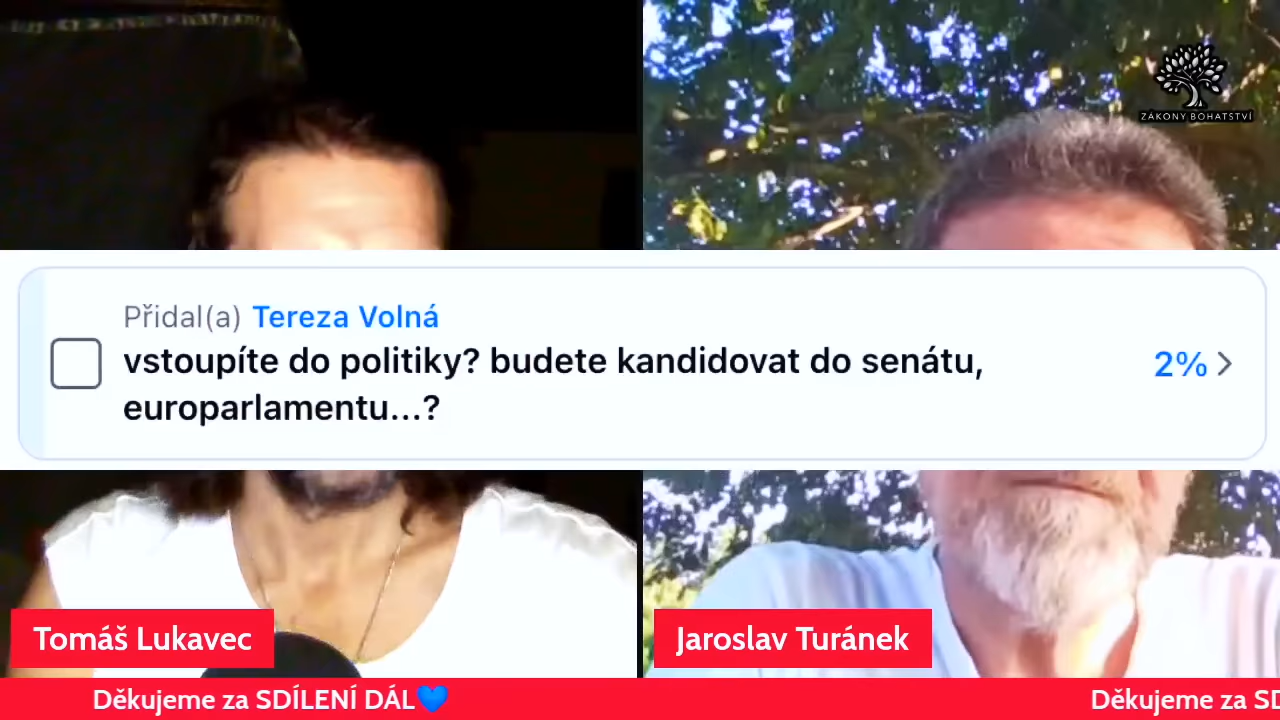 ZÁKONY BOHATSTVÍ
Přidal(a) Tereza Volná
vstoupíte do politiky? budete kandidovat do senátu,
2%
europarlamentu...?
Tomáš Lukavec
Jaroslav Turánek
Děkujeme za SDÍLENÍ DÁL💙
Děkujeme za SD